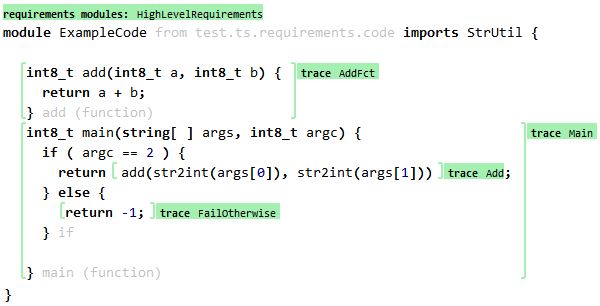 requirements modules: HighLevelRequirements
module ExampleCode from test.ts.requirements.code imports StrUtil {
int8_t add(int8_t a, int8_t b) { trace AddFct
return a + b;
} add (function)
int8_t main(string[ ] args, int8_t argc) { trace Main
if ( argc == 2 ) {
return add(str2int(args[0]), str2int(args[1])) trace Add;
} else {
return -1; trace FailOtherwise
} if
} main (function)
}